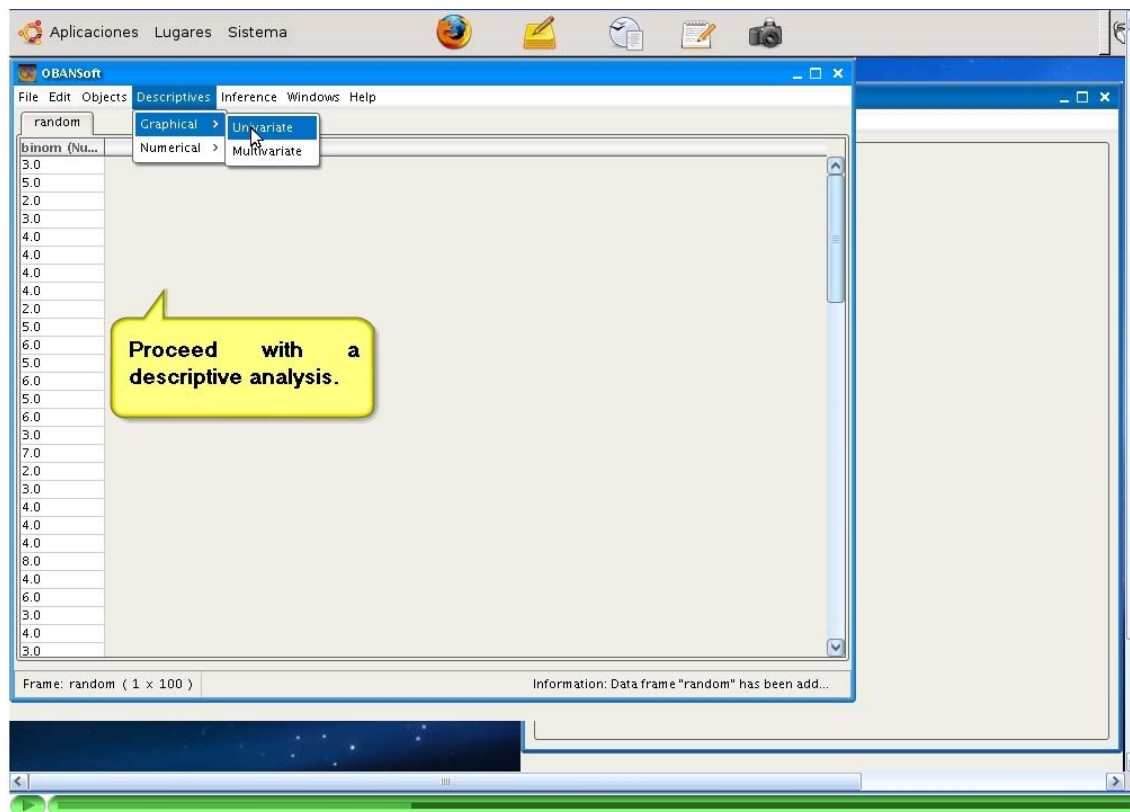 Aplicaciones Lugares Sistema
OBANSoft
File Edit Objects Descriptives Inference Windows Help
random
Graphical > Univariate
binom (Nu...
Numerical > Multivariate
3.0
5.0
2.0
3.0
4.0
4.0
4.0
4.0
2.0
5.0
6.0
5.0
6.0
5.0
6.0
3.0
7.0
2.0
3.0
4.0
4.0
4.0
8.0
4.0
6.0
3.0
4.0
3.0
Proceed with a
descriptive analysis.
Frame: random ( 1 x 100 )
Information: Data frame "random" has been add...